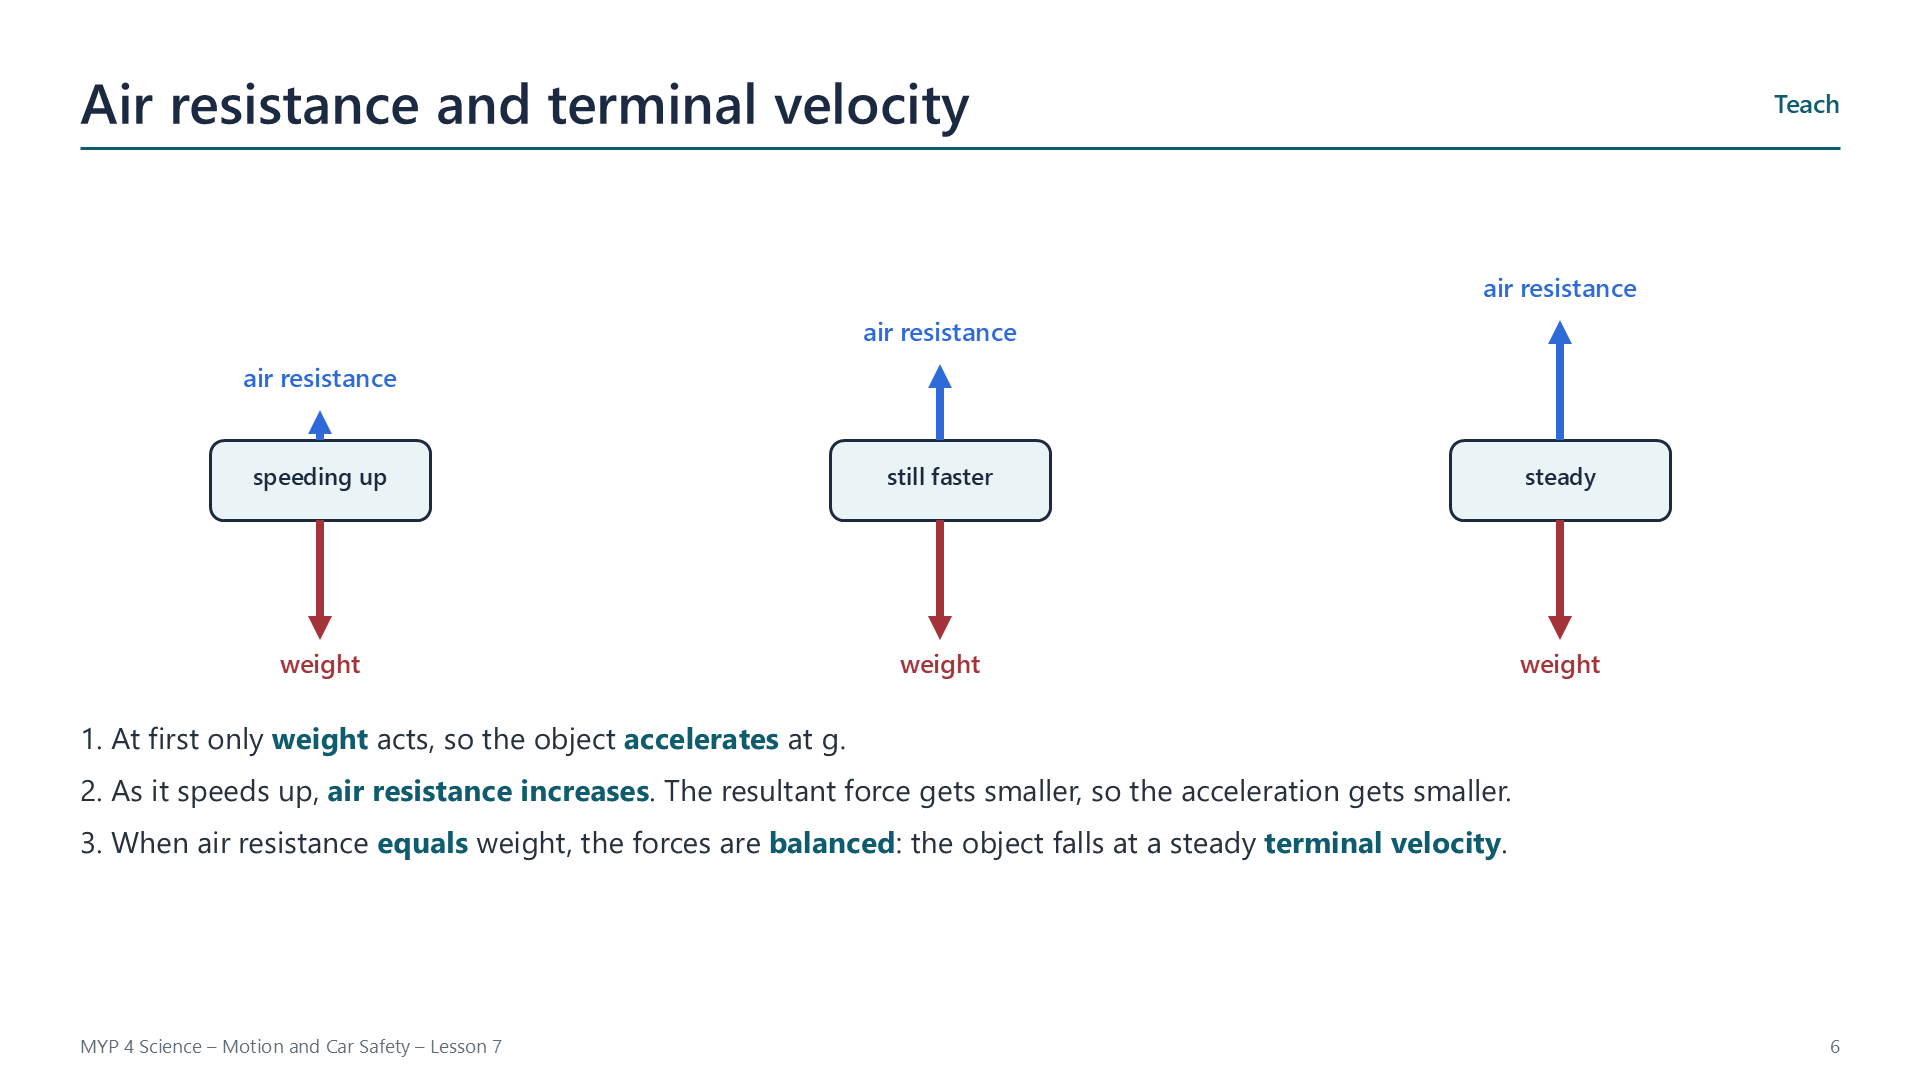 Air resistance and terminal velocity
Teach
air resistance
air resistance
air resistance
speeding up
still faster
steady
weight
weight
weight
1. At first only weight acts, so the object accelerates at g.
2. As it speeds up, air resistance increases. The resultant force gets smaller, so the acceleration gets smaller.
3. When air resistance equals weight, the forces are balanced: the object falls at a steady terminal velocity.
MYP 4 Science – Motion and Car Safety – Lesson 7
6